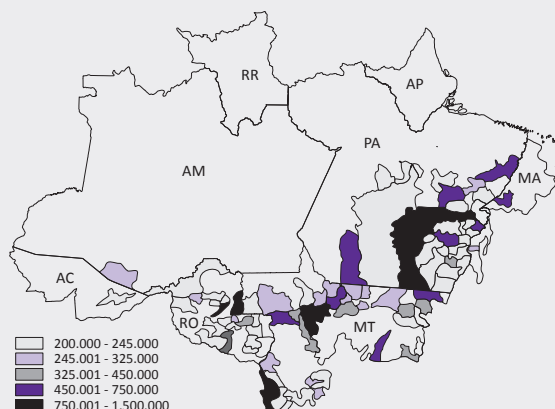 RR
AP
PA
AM
MA
AC
RO
MT
200.000 - 245.000
245.001 - 325.000
325.001 - 450.000
450.001 - 750.000
750.001 - 1.500.000